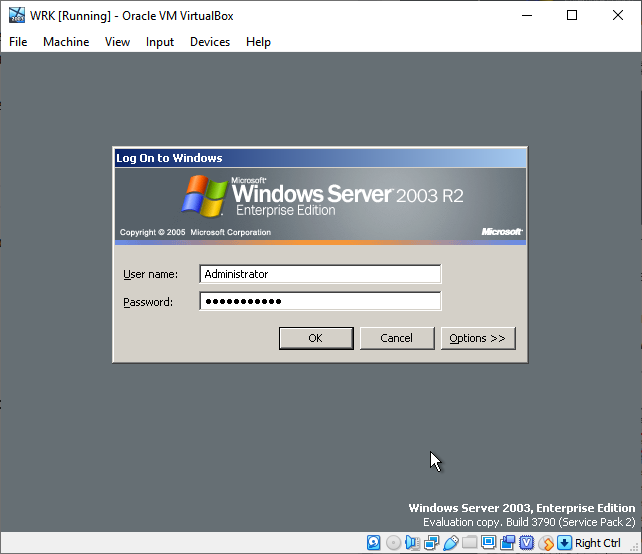 WRK [Running] - Oracle VM VirtualBox
File Machine View Input Devices Help
Log On to Windows
Microsoft®
Windows Server™ 2003 R2
Enterprise Edition
Copyright © 2005 Microsoft Corporation Microsoft®
User name: Administrator
Password: ●●●●●●●●●●●
OK Cancel Options >>
Windows Server 2003, Enterprise Edition
Evaluation copy. Build 3790 (Service Pack 2)
Right Ctrl